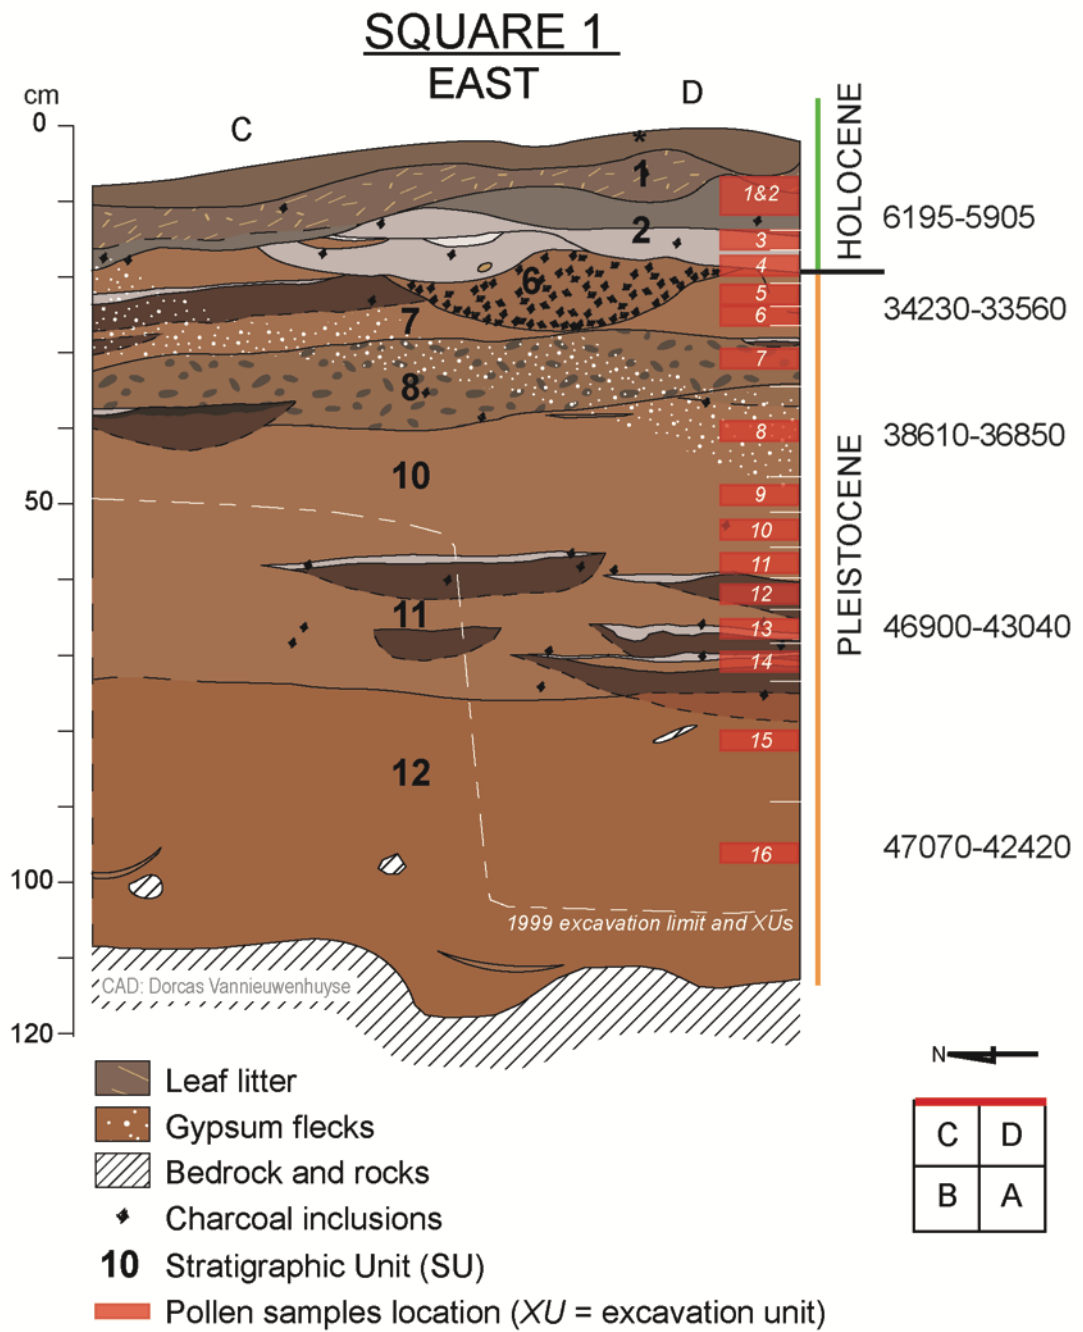 SQUARE 1
EAST
cm
C
D
0
50
100
120
*
1
2
6
7
8
10
11
12
1&2
3
4
5
6
7
8
9
10
11
12
13
14
15
16
HOLOCENE
PLEISTOCENE
6195-5905
34230-33560
38610-36850
46900-43040
47070-42420
1999 excavation limit and XUs
CAD: Dorcas Vannieuwenhuyse
Leaf litter
Gypsum flecks
Bedrock and rocks
Charcoal inclusions
10 Stratigraphic Unit (SU)
Pollen samples location (XU = excavation unit)
N
C D
B A